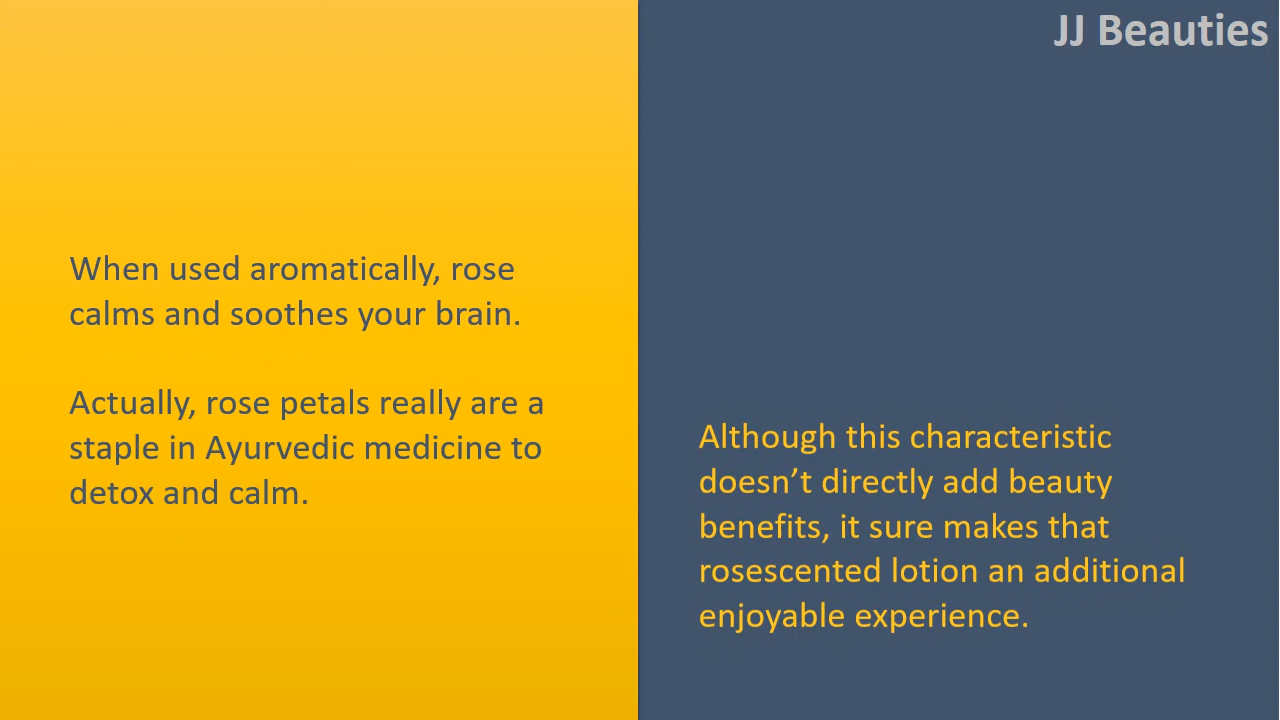 JJ Beauties
When used aromatically, rose
calms and soothes your brain.
Actually, rose petals really are a
staple in Ayurvedic medicine to
detox and calm.
Although this characteristic
doesn’t directly add beauty
benefits, it sure makes that
rosescented lotion an additional
enjoyable experience.